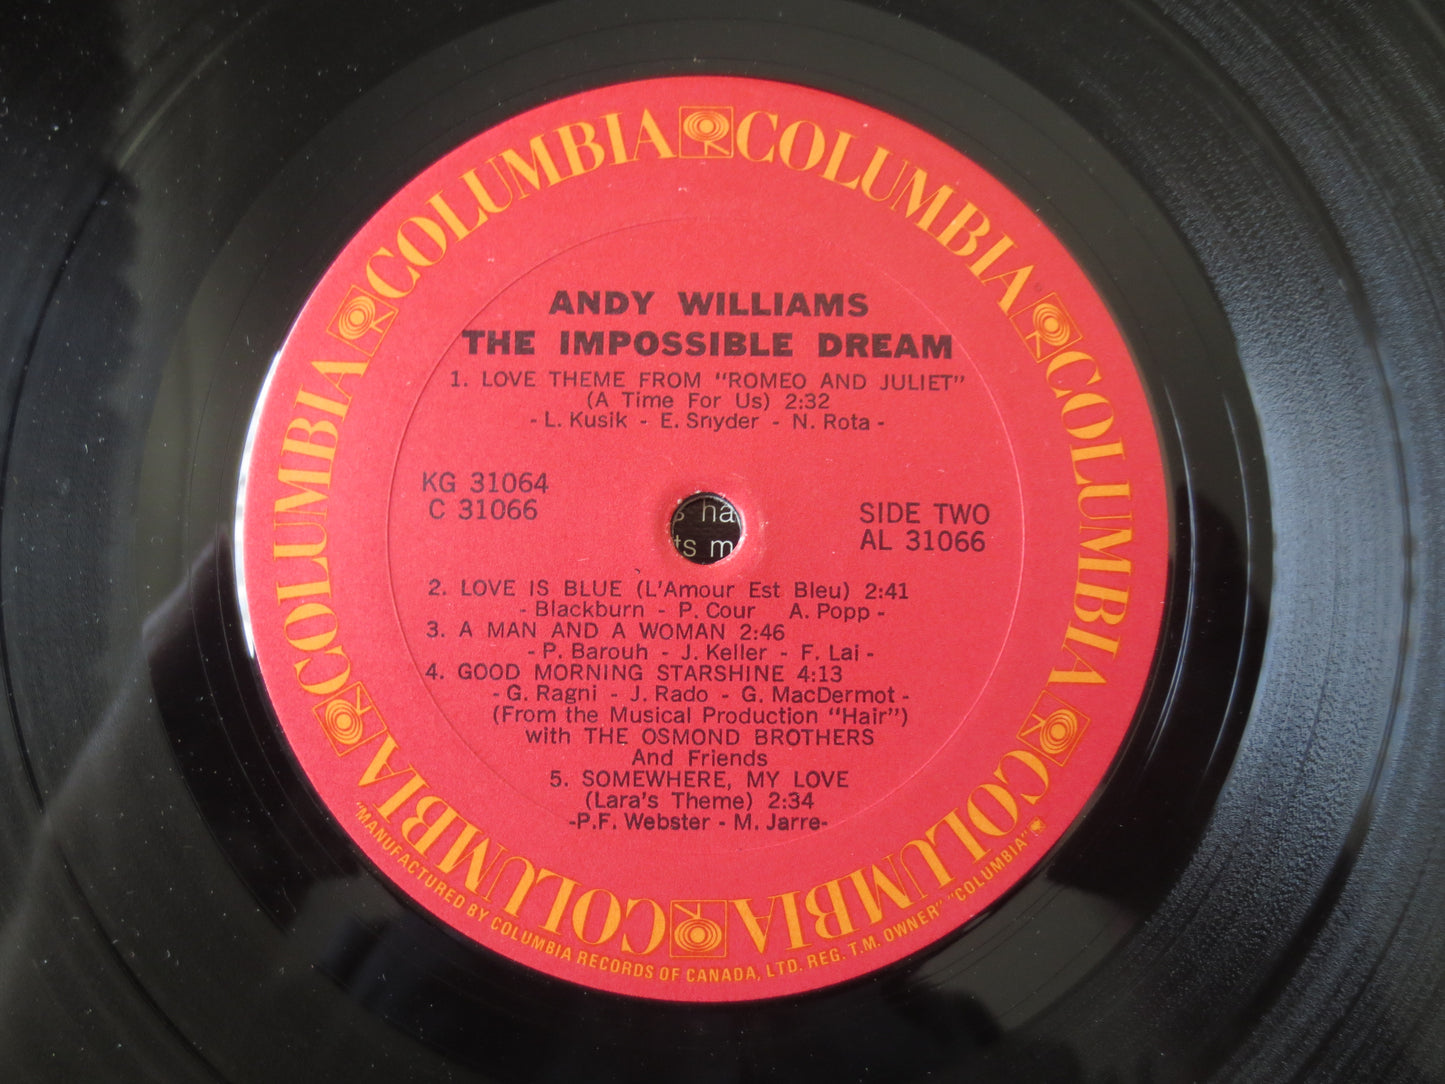 COLUMBIA COLUMBIA COLUMBIA COLUMBIA COLUMBIA COLUMBIA
ANDY WILLIAMS
THE IMPOSSIBLE DREAM
1. LOVE THEME FROM "ROMEO AND JULIET"
(A Time For Us) 2:32
- L. Kusik - E. Snyder - N. Rota -
KG 31064
C 31066
SIDE TWO
AL 31066
s ha
ts m
2. LOVE IS BLUE (L'Amour Est Bleu) 2:41
- Blackburn - P. Cour A. Popp -
3. A MAN AND A WOMAN 2:46
- P. Barouh - J. Keller - F. Lai -
4. GOOD MORNING STARSHINE 4:13
- G. Ragni - J. Rado - G. MacDermot -
(From the Musical Production "Hair")
with THE OSMOND BROTHERS
And Friends
5. SOMEWHERE, MY LOVE
(Lara's Theme) 2:34
-P.F. Webster - M. Jarre-
"MANUFACTURED BY COLUMBIA RECORDS OF CANADA, LTD. REG. T.M. OWNER" "COLUMBIA"